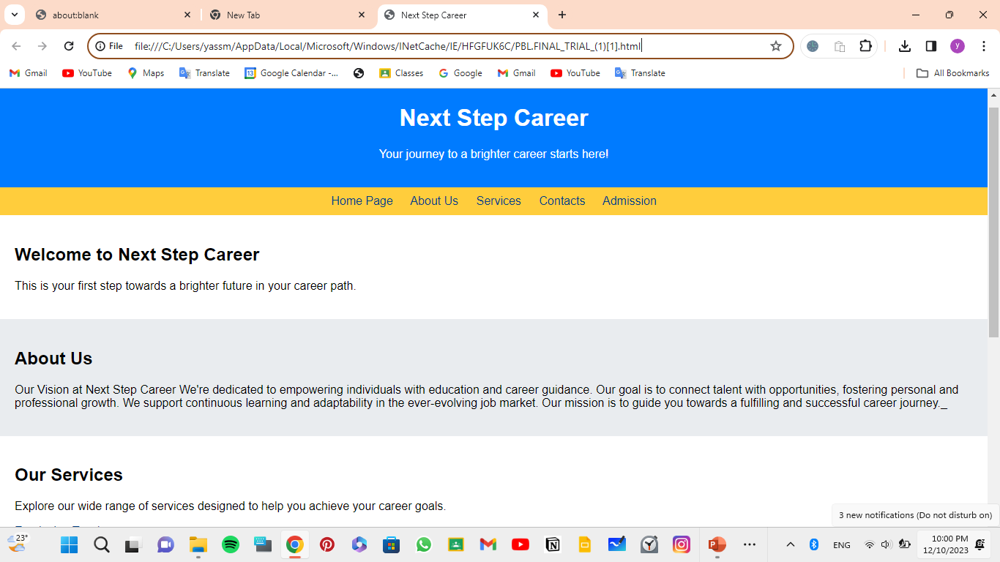 about:blank
New Tab
Next Step Career
File
file:///C:/Users/yassm/AppData/Local/Microsoft/Windows/INetCache/IE/HFGFUK6C/PBL.FINAL_TRIAL_(1)[1].html
y
Gmail
YouTube
Maps
Translate
Google Calendar -...
Classes
Google
Gmail
YouTube
Translate
All Bookmarks
Next Step Career
Your journey to a brighter career starts here!
Home Page About Us Services Contacts Admission
Welcome to Next Step Career
This is your first step towards a brighter future in your career path.
About Us
Our Vision at Next Step Career We're dedicated to empowering individuals with education and career guidance. Our goal is to connect talent with opportunities, fostering personal and
professional growth. We support continuous learning and adaptability in the ever-evolving job market. Our mission is to guide you towards a fulfilling and successful career journey._
Our Services
Explore our wide range of services designed to help you achieve your career goals.
3 new notifications (Do not disturb on)
23°
ENG
10:00 PM
12/10/2023